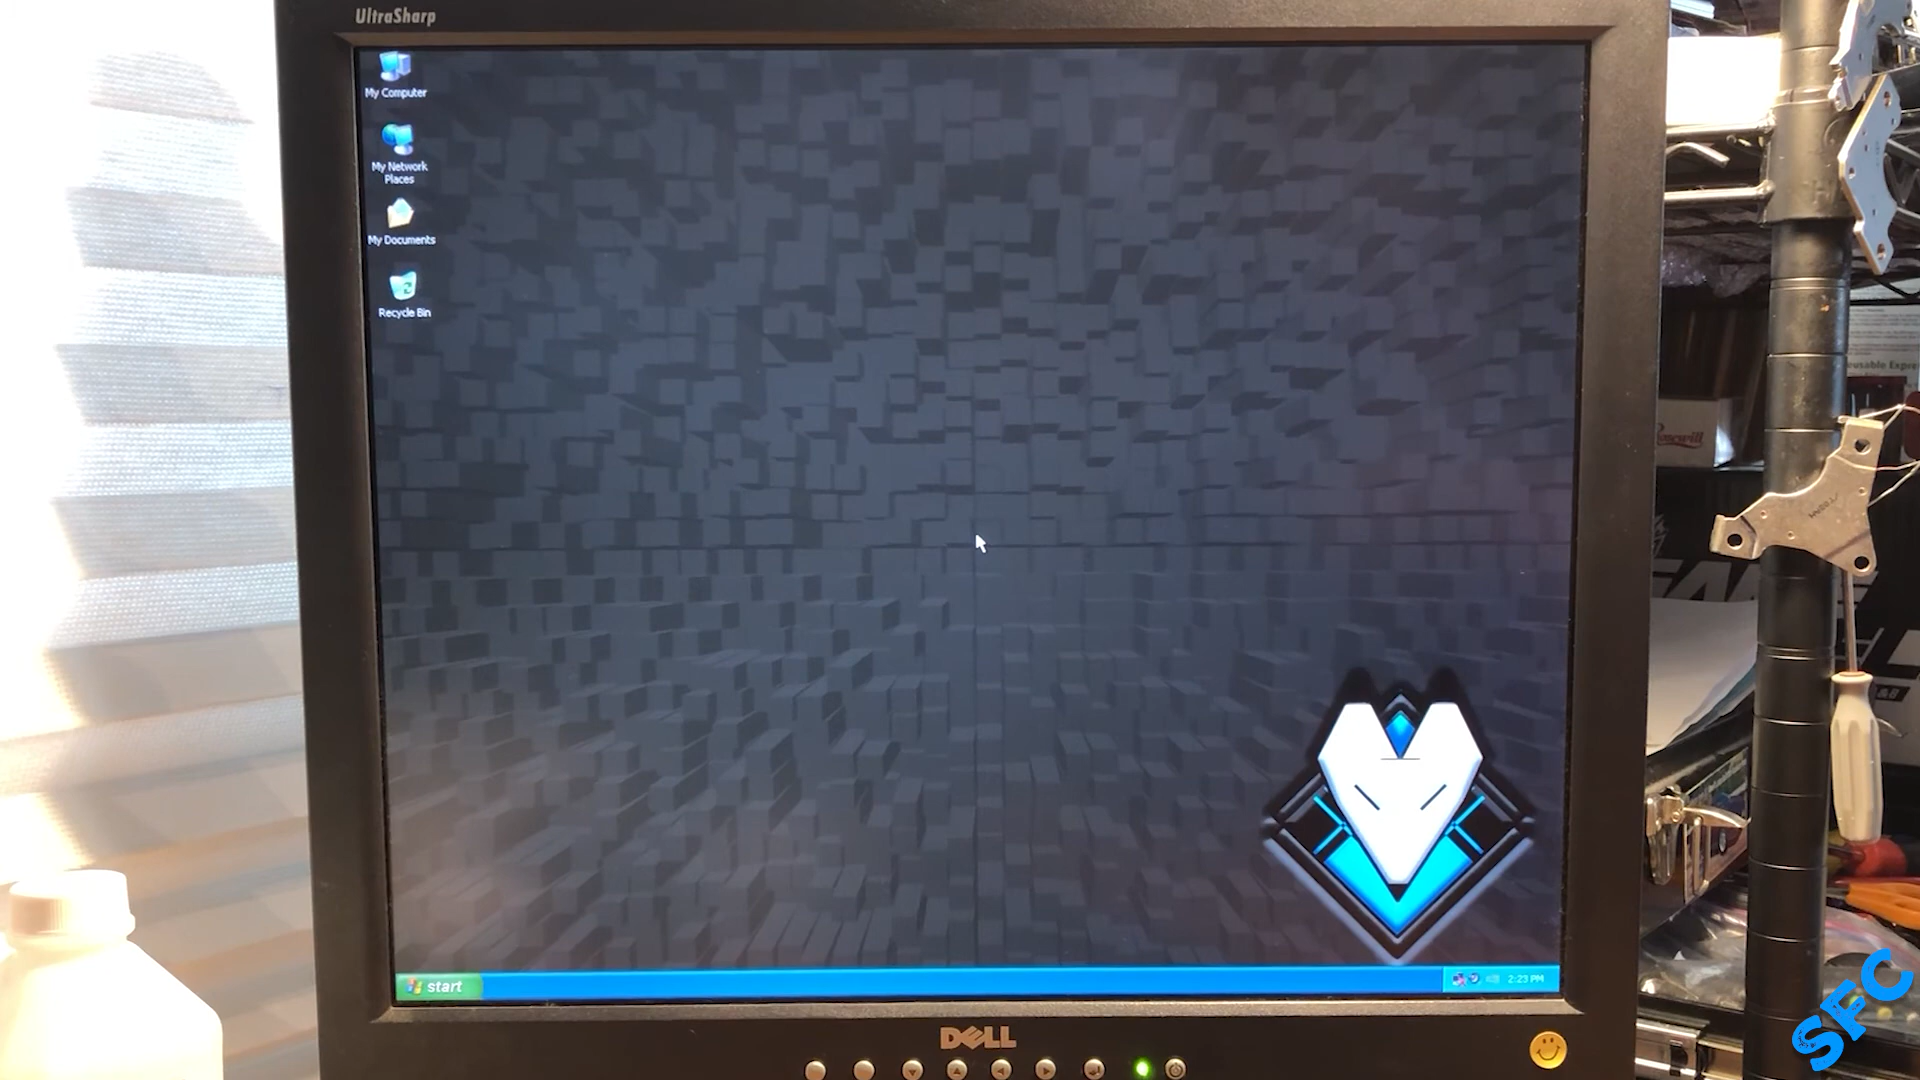 UltraSharp
My Computer
My Network
Places
My Documents
Recycle Bin
start
2:23 PM
DELL
SFC